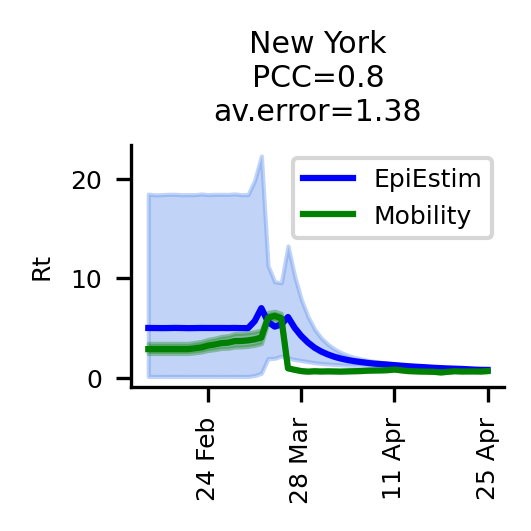 New York
PCC=0.8
av.error=1.38
EpiEstim
Mobility
Rt
20
10
0
24 Feb
28 Mar
11 Apr
25 Apr